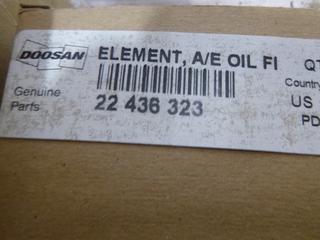 DOOSAN
Genuine
Parts
ELEMENT, A/E OIL FI
22 436 323
QT
Country
US
PD